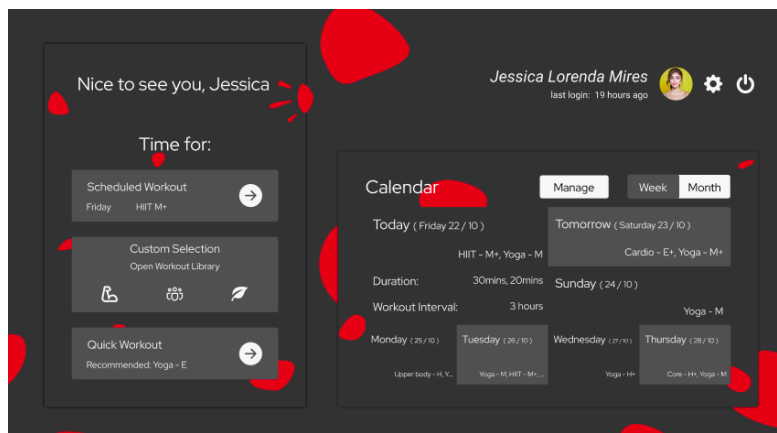 Nice to see you, Jessica
Time for:
Scheduled Workout
Friday HIIT M+
Custom Selection
Open Workout Library
Quick Workout
Recommended: Yoga - E
Jessica Lorenda Mires
last login: 19 hours ago
Calendar
Manage
Week Month
Today ( Friday 22 / 10 )
HIIT - M+, Yoga - M
Duration: 30mins, 20mins
Workout Interval: 3 hours
Tomorrow ( Saturday 23 / 10 )
Cardio - E+, Yoga - M+
Sunday ( 24 / 10 )
Yoga - M
Monday ( 25 / 10 )
Upper body - H, Y...
Tuesday ( 26 / 10 )
Yoga - M, HIIT - M+, ...
Wednesday ( 27 / 10 )
Yoga - H+
Thursday ( 28 / 10 )
Core - H+, Yoga - M